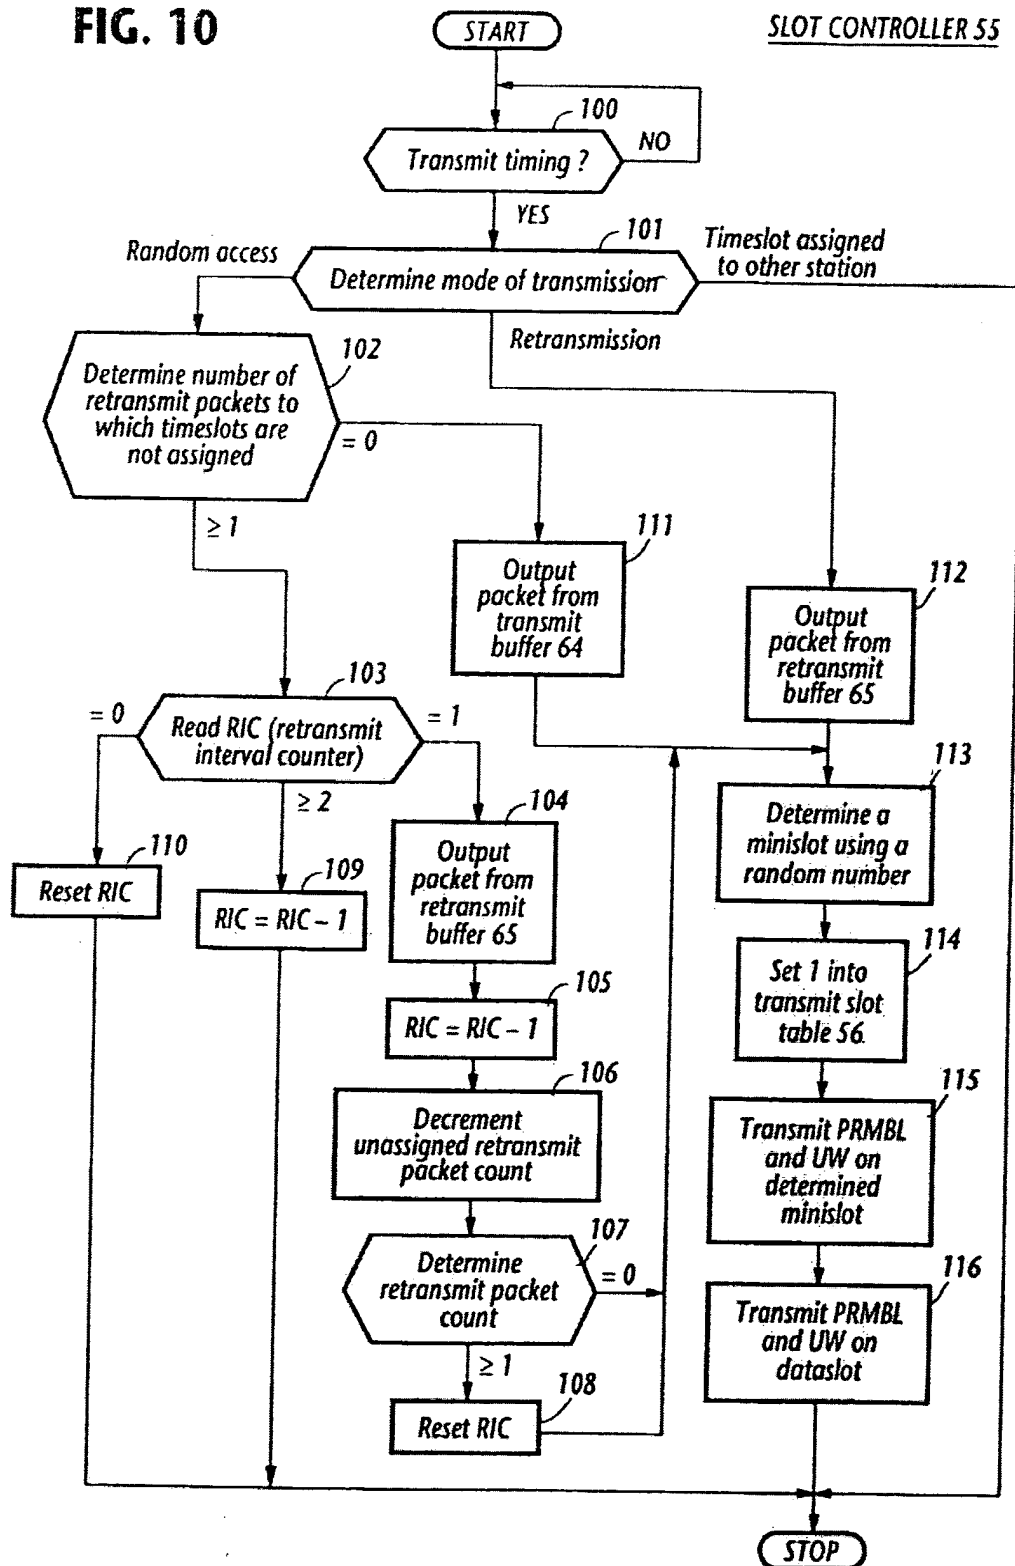 FIG. 10
START
SLOT CONTROLLER 55
100
Transmit timing ?
NO
YES
101
Random access
Determine mode of transmission
Timeslot assigned
to other station
Retransmission
102
Determine number of
retransmit packets to
which timeslots are
not assigned
= 0
≥ 1
111
Output
packet from
transmit
buffer 64
112
Output
packet from
retransmit
buffer 65
103
= 0
Read RIC (retransmit
interval counter)
= 1
≥ 2
113
Determine a
minislot using a
random number
104
Output
packet from
retransmit
buffer 65
110
Reset RIC
109
RIC = RIC – 1
114
Set 1 into
transmit slot
table 56
105
RIC = RIC – 1
106
Decrement
unassigned retransmit
packet count
115
Transmit PRMBL
and UW on
determined
minislot
107
Determine
retransmit packet
count
= 0
≥ 1
116
Transmit PRMBL
and UW on
dataslot
108
Reset RIC
STOP